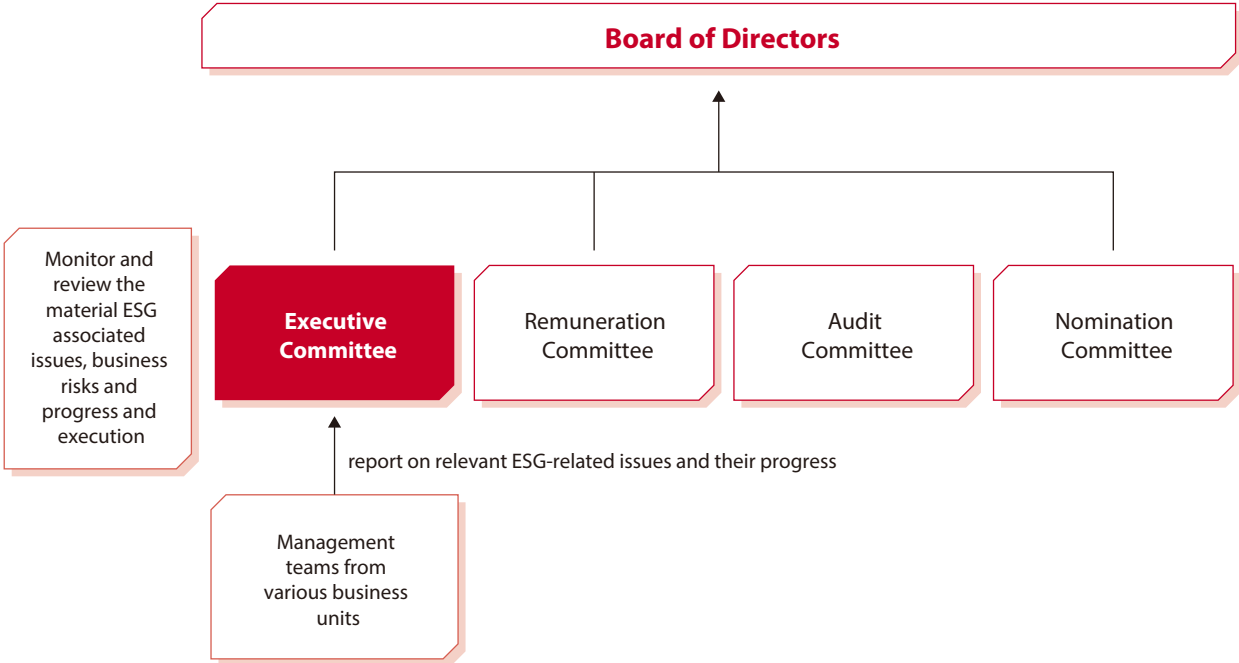 Board of Directors
Monitor and
review the
material ESG
associated
issues, business
risks and
progress and
execution
Executive
Committee
Remuneration
Committee
Audit
Committee
Nomination
Committee
report on relevant ESG-related issues and their progress
Management
teams from
various business
units